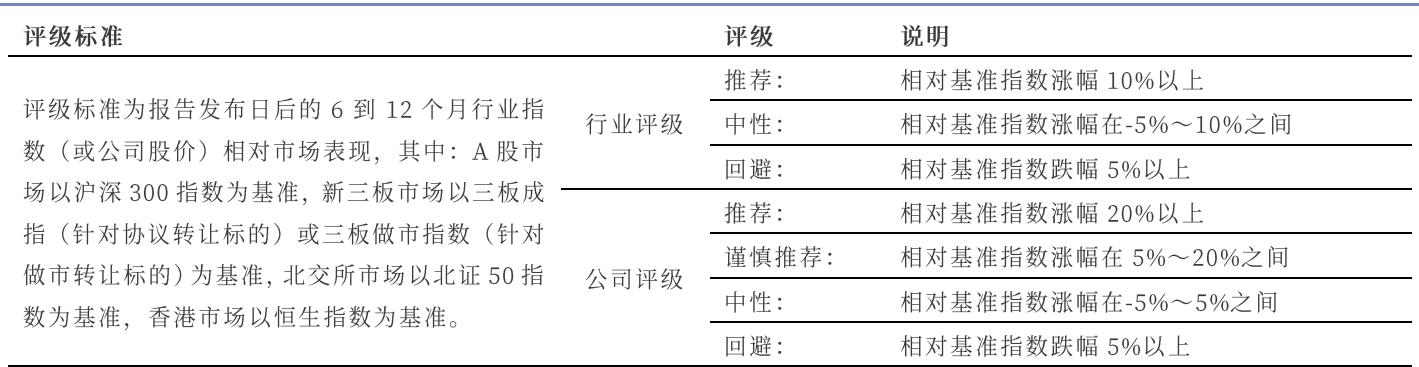 评级标准 评级 说明
评级标准为报告发布日后的 6 到 12 个月行业指
数（或公司股价）相对市场表现，其中：A 股市
场以沪深 300 指数为基准，新三板市场以三板成
指（针对协议转让标的）或三板做市指数（针对
做市转让标的）为基准，北交所市场以北证 50 指
数为基准，香港市场以恒生指数为基准。
行业评级
推荐： 相对基准指数涨幅 10%以上
中性： 相对基准指数涨幅在-5%～10%之间
回避： 相对基准指数跌幅 5%以上
公司评级
推荐： 相对基准指数涨幅 20%以上
谨慎推荐： 相对基准指数涨幅在 5%～20%之间
中性： 相对基准指数涨幅在-5%～5%之间
回避： 相对基准指数跌幅 5%以上